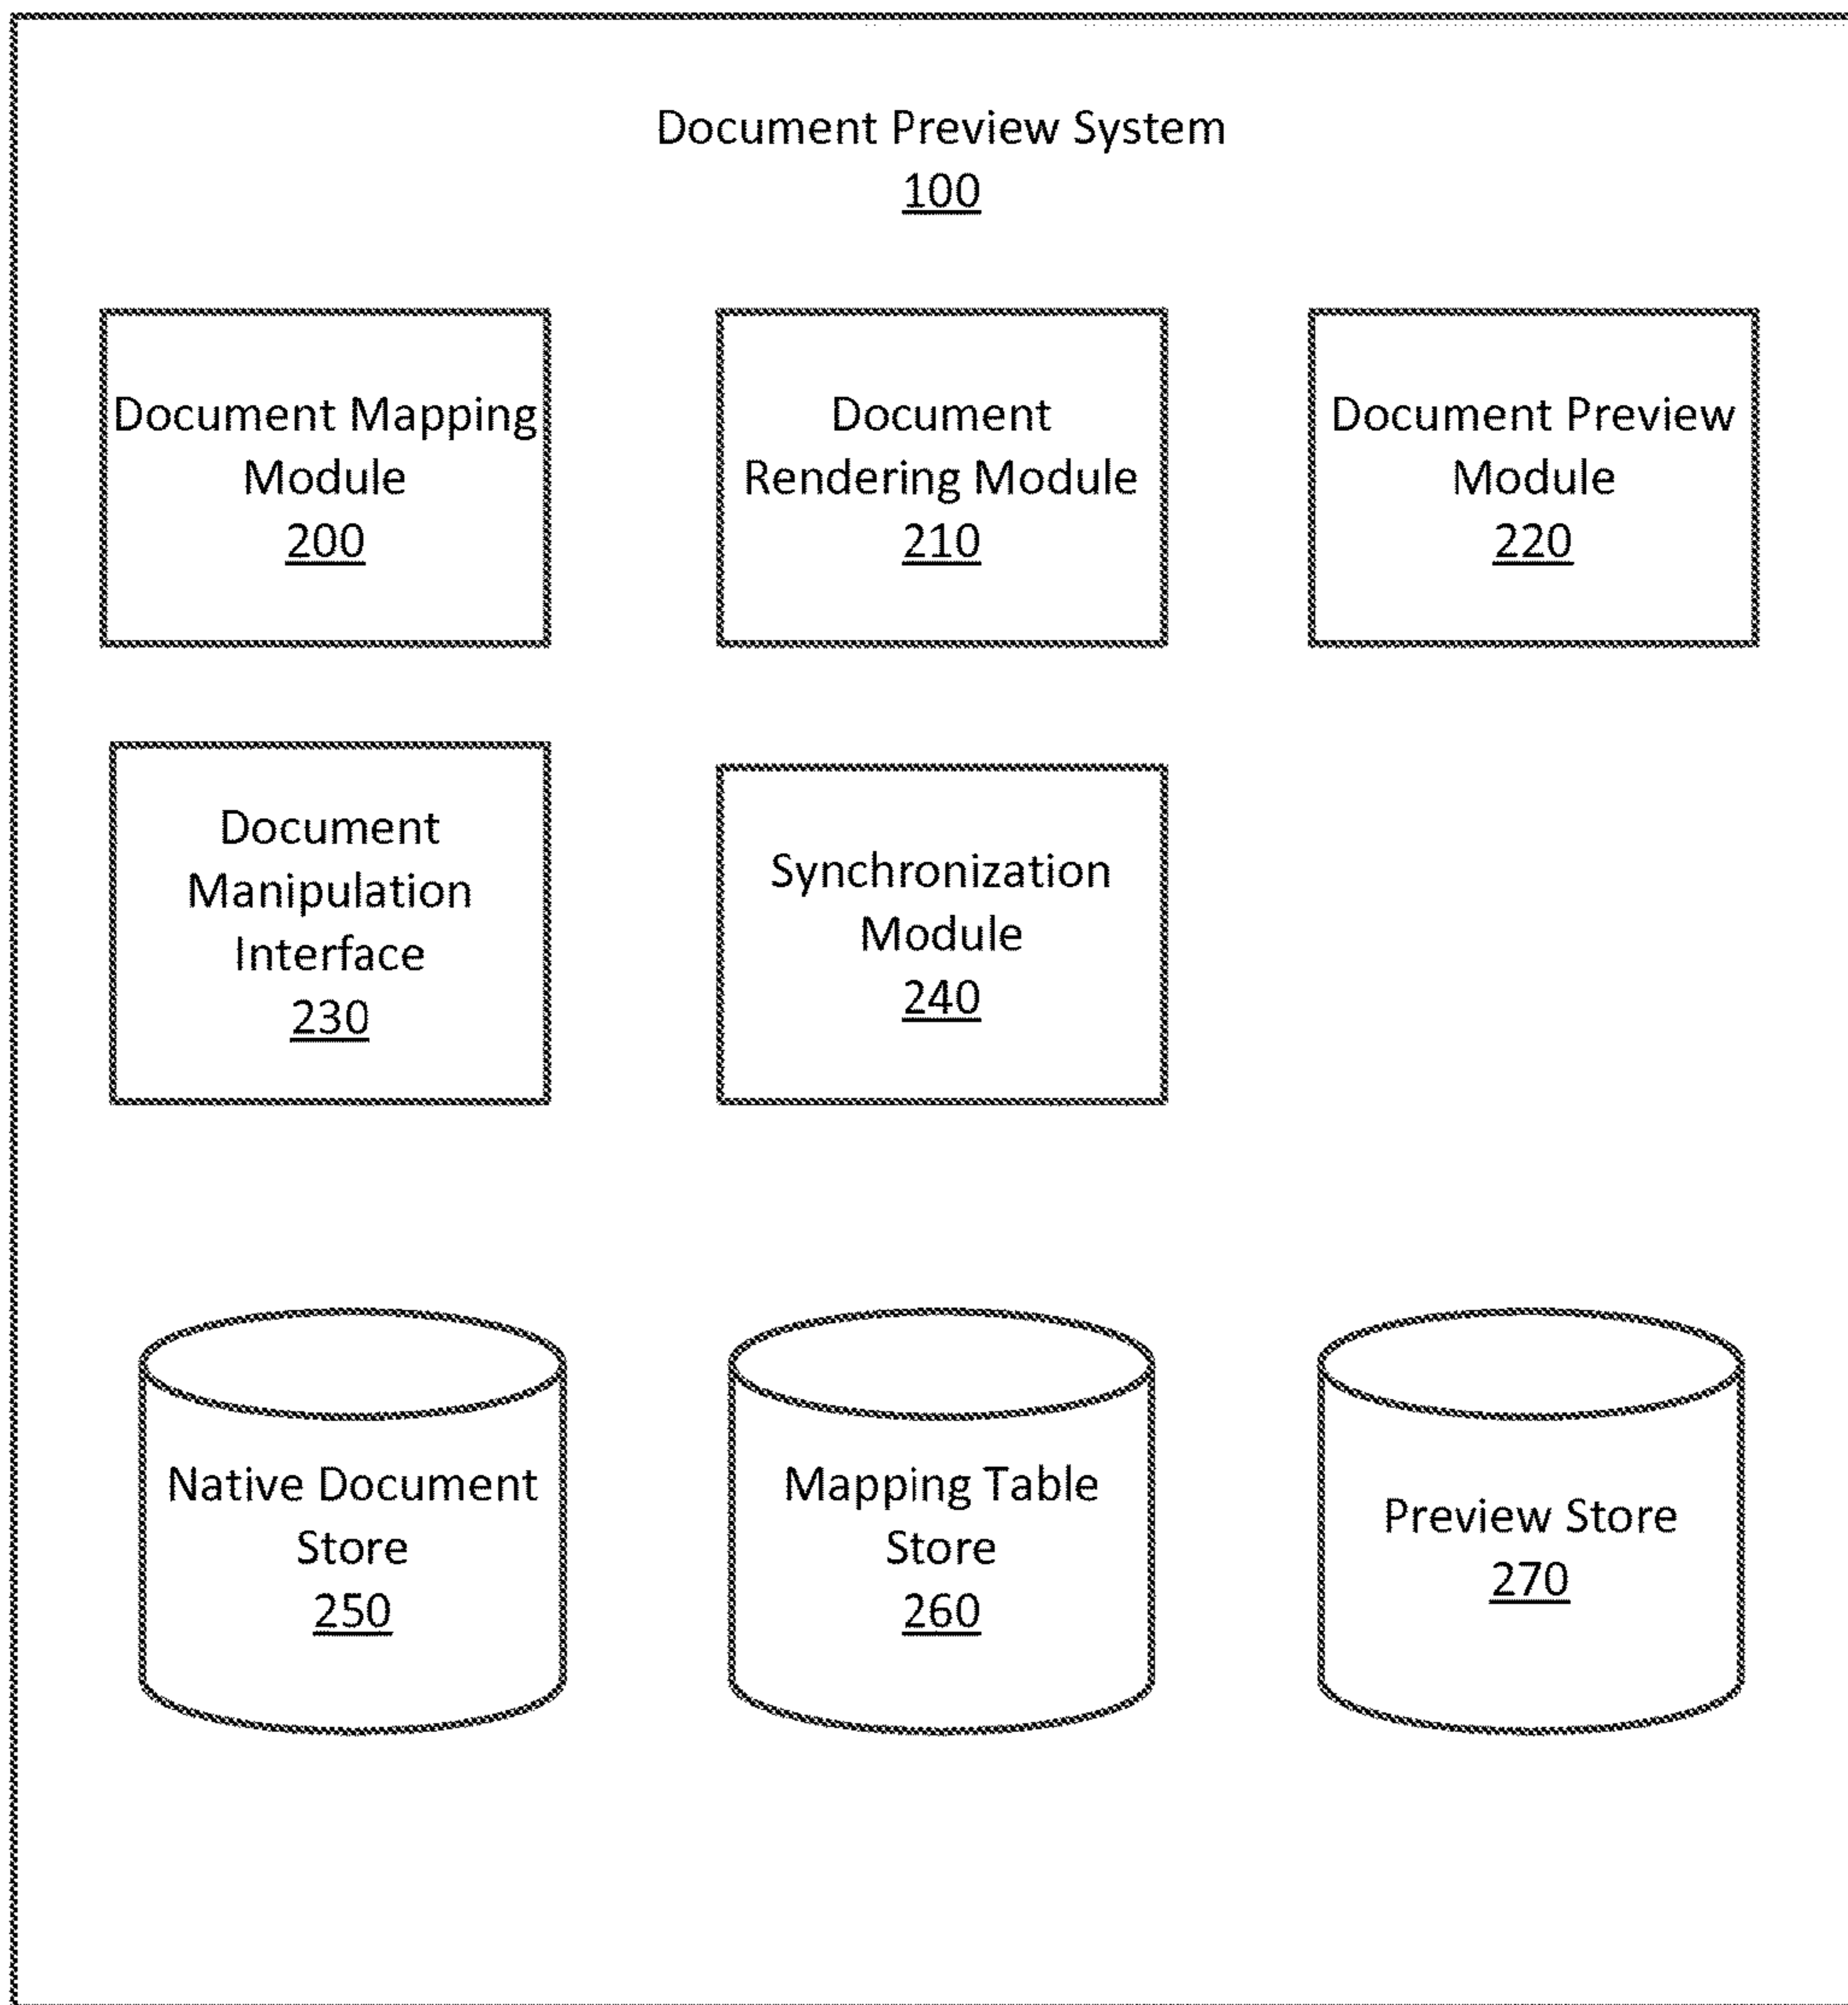 Document Preview System
100
Document Mapping
Module
200
Document
Rendering Module
210
Document Preview
Module
220
Document
Manipulation
Interface
230
Synchronization
Module
240
Native Document
Store
250
Mapping Table
Store
260
Preview Store
270